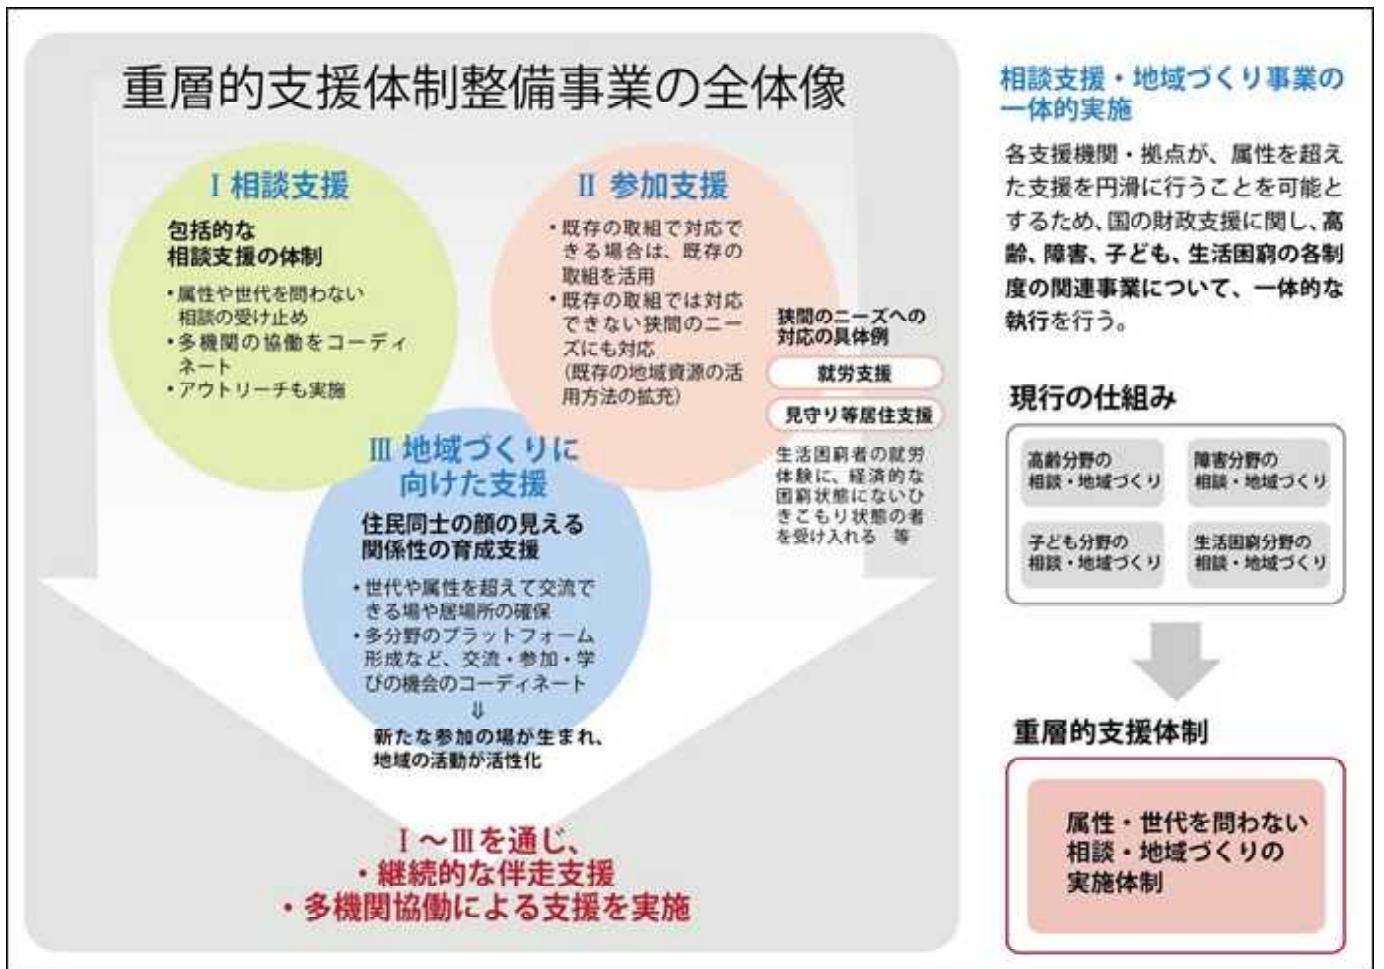 重層的支援体制整備事業の全体像
Ⅰ 相談支援
包括的な
相談支援の体制
・属性や世代を問わない
相談の受け止め
・多機関の協働をコーディ
ネート
・アウトリーチも実施
Ⅱ 参加支援
・既存の取組で対応で
きる場合は、既存の
取組を活用
・既存の取組では対応
できない狭間のニー
ズにも対応
(既存の地域資源の活
用方法の拡充)
狭間のニーズへの
対応の具体例
就労支援
見守り等居住支援
生活困窮者の就労
体験に、経済的な
困窮状態にないひ
きこもり状態の者
を受け入れる 等
Ⅲ 地域づくりに
向けた支援
住民同士の顔の見える
関係性の育成支援
・世代や属性を超えて交流で
きる場や居場所の確保
・多分野のプラットフォーム
形成など、交流・参加・学
びの機会のコーディネート
⇓
新たな参加の場が生まれ、
地域の活動が活性化
Ⅰ～Ⅲを通じ、
・継続的な伴走支援
・多機関協働による支援を実施
相談支援・地域づくり事業の
一体的実施
各支援機関・拠点が、属性を超え
た支援を円滑に行うことを可能と
するため、国の財政支援に関し、高
齢、障害、子ども、生活困窮の各制
度の関連事業について、一体的な
執行を行う。
現行の仕組み
高齢分野の
相談・地域づくり
障害分野の
相談・地域づくり
子ども分野の
相談・地域づくり
生活困窮分野の
相談・地域づくり
重層的支援体制
属性・世代を問わない
相談・地域づくりの
実施体制